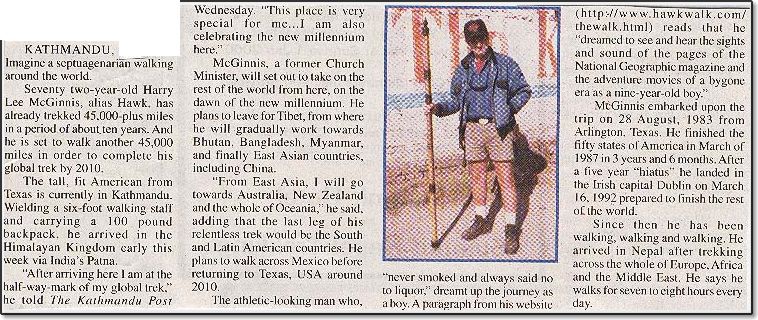 KATHMANDU,
Imagine a septuagenarian walking
around the world.
Seventy two-year-old Harry
Lee McGinnis, alias Hawk, has
already trekked 45,000-plus miles
in a period of about ten years. And
he is set to walk another 45,000
miles in order to complete his
global trek by 2010.
The tall, fit American from
Texas is currently in Kathmandu.
Wielding a six-foot walking staff
and carrying a 100 pound
backpack, he arrived in the
Himalayan Kingdom early this
week via India's Patna.
"After arriving here I am at the
half-way-mark of my global trek,"
he told The Kathmandu Post
Wednesday. "This place is very
special for me...I am also
celebrating the new millennium
here."
McGinnis, a former Church
Minister, will set out to take on the
rest of the world from here, on the
dawn of the new millennium. He
plans to leave for Tibet, from where
he will gradually work towards
Bhutan, Bangladesh, Myanmar,
and finally East Asian countries,
including China.
"From East Asia, I will go
towards Australia, New Zealand
and the whole of Oceania," he said,
adding that the last leg of his
relentless trek would be the South
and Latin American countries. He
plans to walk across Mexico before
returning to Texas, USA around
2010.
The athletic-looking man who,
"never smoked and always said no
to liquor," dreamt up the journey as
a boy. A paragraph from his website
(http://www.hawkwalk.com/
thewalk.html) reads that he
"dreamed to see and hear the sights
and sound of the pages of the
National Geographic magazine and
the adventure movies of a bygone
era as a nine-year-old boy."
McGinnis embarked upon the
trip on 28 August, 1983 from
Arlington, Texas. He finished the
fifty states of America in March of
1987 in 3 years and 6 months. After
a five year "hiatus" he landed in
the Irish capital Dublin on March
16, 1992 prepared to finish the rest
of the world.
Since then he has been
walking, walking and walking. He
arrived in Nepal after trekking
across the whole of Europe, Africa
and the Middle East. He says he
walks for seven to eight hours every
day.